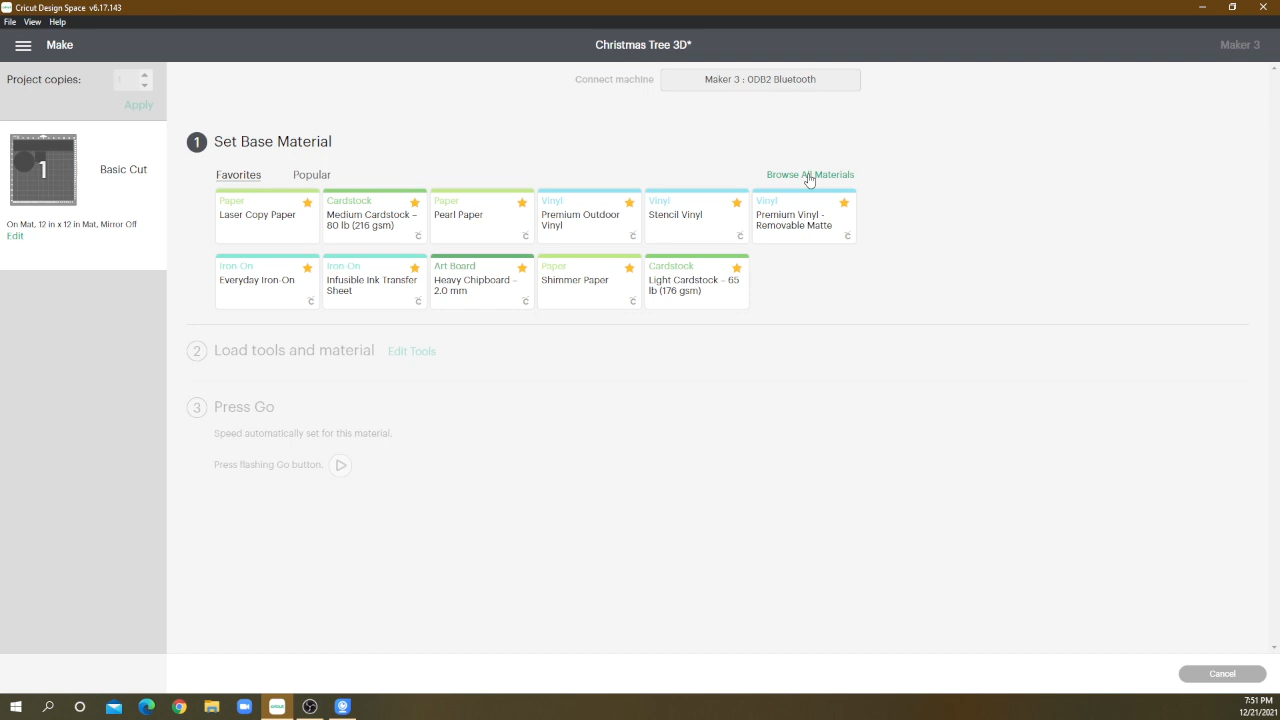 Cricut Design Space v6.17.143
File View Help
Make
Christmas Tree 3D*
Maker 3
Project copies:
1
Apply
Connect machine
Maker 3 : ODB2 Bluetooth
1
Basic Cut
On Mat, 12 in x 12 in Mat, Mirror Off
Edit
1 Set Base Material
Favorites Popular Browse All Materials
Paper
Laser Copy Paper
Cardstock
Medium Cardstock –
80 lb (216 gsm)
Paper
Pearl Paper
Vinyl
Premium Outdoor
Vinyl
Vinyl
Stencil Vinyl
Vinyl
Premium Vinyl -
Removable Matte
Iron-On
Everyday Iron-On
Iron-On
Infusible Ink Transfer
Sheet
Art Board
Heavy Chipboard –
2.0 mm
Paper
Shimmer Paper
Cardstock
Light Cardstock – 65
lb (176 gsm)
2 Load tools and material Edit Tools
3 Press Go
Speed automatically set for this material.
Press flashing Go button.
Cancel
7:51 PM
12/21/2021